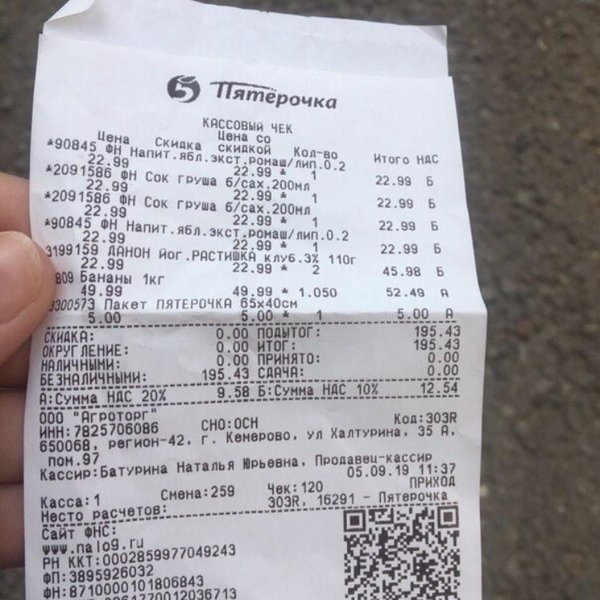 5 Пятёрочка
КАССОВЫЙ ЧЕК
Цена Скидка Цена со скидкой Кол-во Итого НДС
*90845 ФН Напит.ябл.экст.ромаш/лип.0.2
22.99 22.99 * 1 22.99 Б
*2091586 ФН Сок груша б/сах.200мл
22.99 22.99 * 1 22.99 Б
*2091586 ФН Сок груша б/сах.200мл
22.99 22.99 * 1 22.99 Б
*90845 ФН Напит.ябл.экст.ромаш/лип.0.2
22.99 22.99 * 1 22.99 Б
3199159 ДАНОН йог.РАСТИШКА клуб.3% 110г
22.99 22.99 * 2 45.98 Б
809 Бананы 1кг
49.99 49.99 * 1.050 52.49 А
3300573 Пакет ПЯТЕРОЧКА 65х40см
5.00 5.00 * 1 5.00 А
СКИДКА: 0.00 ПОДЫТОГ: 195.43
ОКРУГЛЕНИЕ: 0.00 ИТОГ: 195.43
НАЛИЧНЫМИ: 0.00 ПРИНЯТО: 0.00
БЕЗНАЛИЧНЫМИ: 195.43 СДАЧА: 0.00
А:Сумма НДС 20% 9.58 Б:Сумма НДС 10% 12.54
ООО "Агроторг"
ИНН:7825706086 СНО:ОСН Код:303R
650068, регион-42, г. Кемерово, ул Халтурина, 35 А,
пом.97
Кассир:Батурина Наталья Юрьевна, Продавец-кассир
05.09.19 11:37
Касса:1 Смена:259 Чек:120 ПРИХОД
Место расчетов: 303R, 16291 - Пятерочка
Сайт ФНС:
www.nalog.ru
РН ККТ:0002859977049243
ФП:3895926032
ФН:8710000101806843